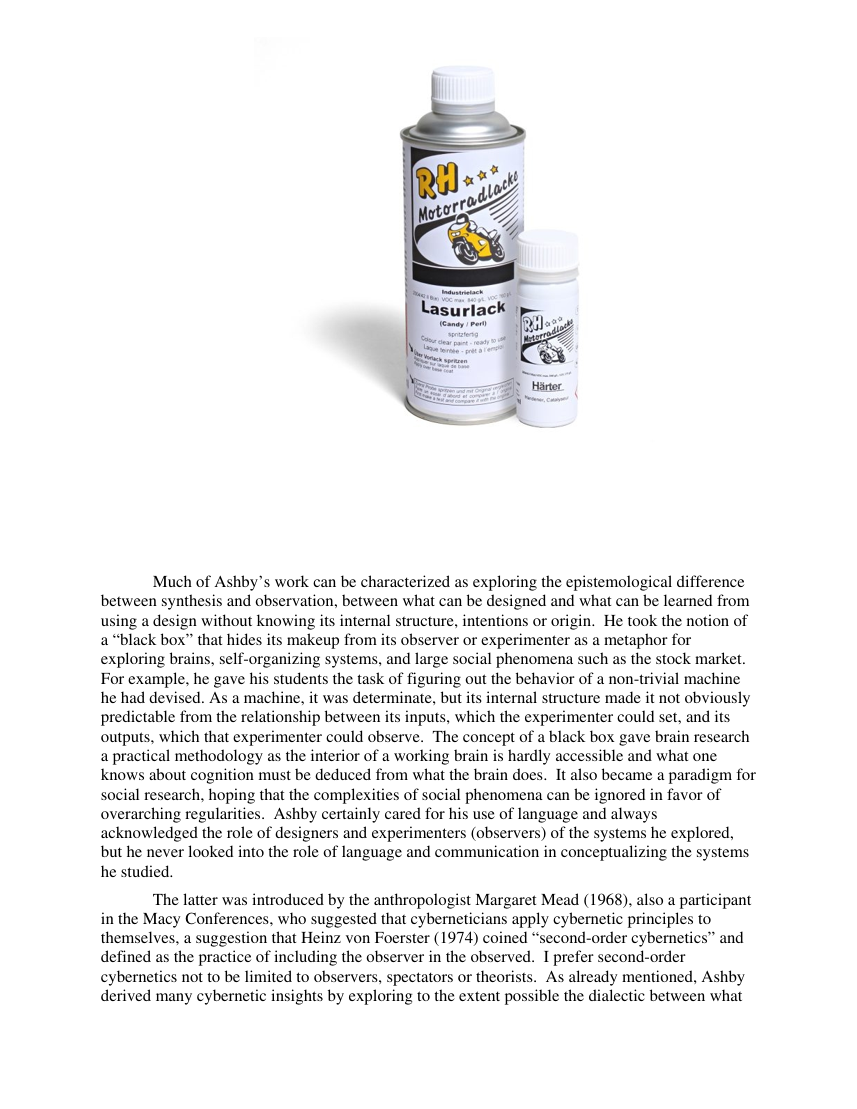 RH
Motorradlacke
Industrielack
Lasurlack
(Candy / Perl)
spritzfertig
Colour clear paint - ready to use
Laque teintée - prêt à l'emploi
Über Vorlack spritzen
Apply over base coat
RH
Motorradlacke
Härter
Hardener, Catalyseur
Much of Ashby’s work can be characterized as exploring the epistemological difference
between synthesis and observation, between what can be designed and what can be learned from
using a design without knowing its internal structure, intentions or origin.  He took the notion of
a “black box” that hides its makeup from its observer or experimenter as a metaphor for
exploring brains, self-organizing systems, and large social phenomena such as the stock market.
For example, he gave his students the task of figuring out the behavior of a non-trivial machine
he had devised. As a machine, it was determinate, but its internal structure made it not obviously
predictable from the relationship between its inputs, which the experimenter could set, and its
outputs, which that experimenter could observe.  The concept of a black box gave brain research
a practical methodology as the interior of a working brain is hardly accessible and what one
knows about cognition must be deduced from what the brain does.  It also became a paradigm for
social research, hoping that the complexities of social phenomena can be ignored in favor of
overarching regularities.  Ashby certainly cared for his use of language and always
acknowledged the role of designers and experimenters (observers) of the systems he explored,
but he never looked into the role of language and communication in conceptualizing the systems
he studied.
The latter was introduced by the anthropologist Margaret Mead (1968), also a participant
in the Macy Conferences, who suggested that cyberneticians apply cybernetic principles to
themselves, a suggestion that Heinz von Foerster (1974) coined “second-order cybernetics” and
defined as the practice of including the observer in the observed.  I prefer second-order
cybernetics not to be limited to observers, spectators or theorists.  As already mentioned, Ashby
derived many cybernetic insights by exploring to the extent possible the dialectic between what